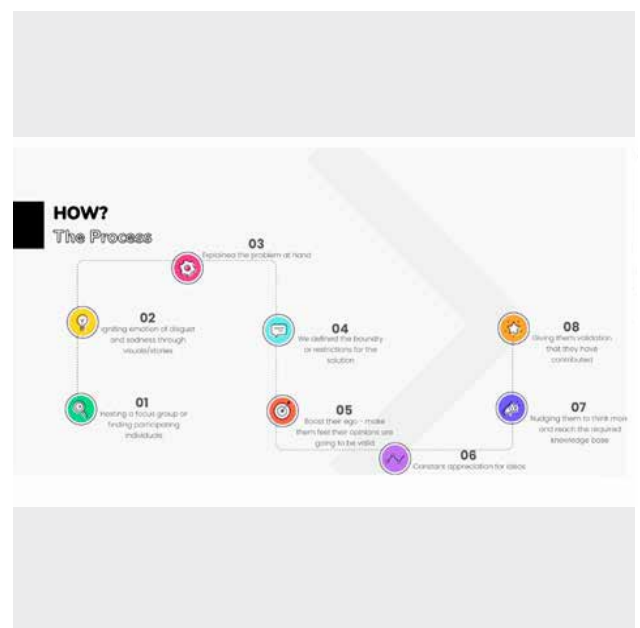 HOW?
The Process
03
Explained the problem at hand
02
Igniting emotion of disgust
and sadness through
visuals/stories
04
We defined the boundry
or restrictions for the
solution
08
Giving them validation
that they have
contributed
01
Hosting a focus group or
finding participating
individuals
05
Boost their ego - make
them feel their opinions are
going to be valid
07
Nudging them to think more
and reach the required
knowledge base
06
Constant appreciation for ideas